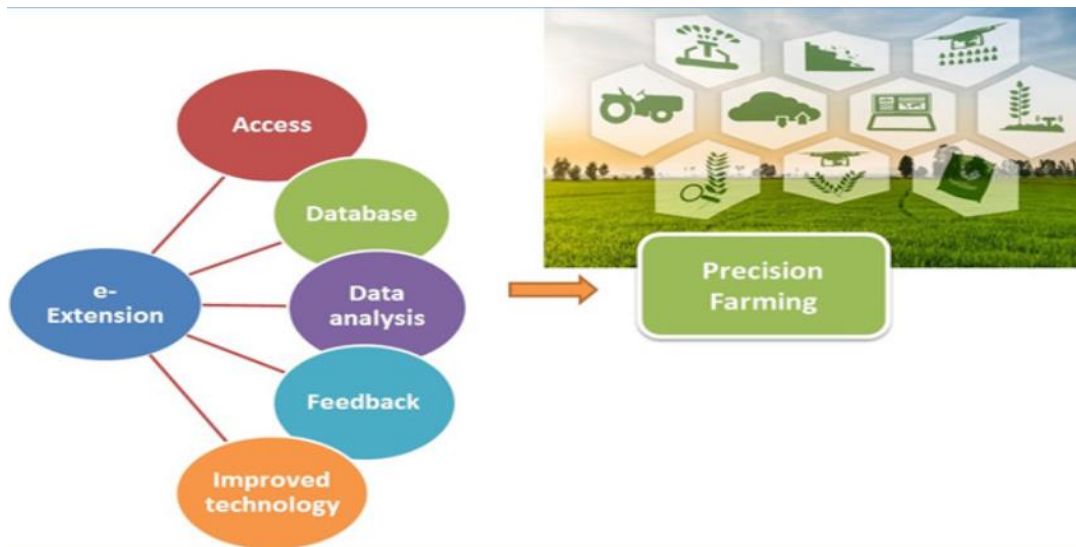 Access
Database
e-
Extension
Data
analysis
Feedback
Improved
technology
Precision
Farming